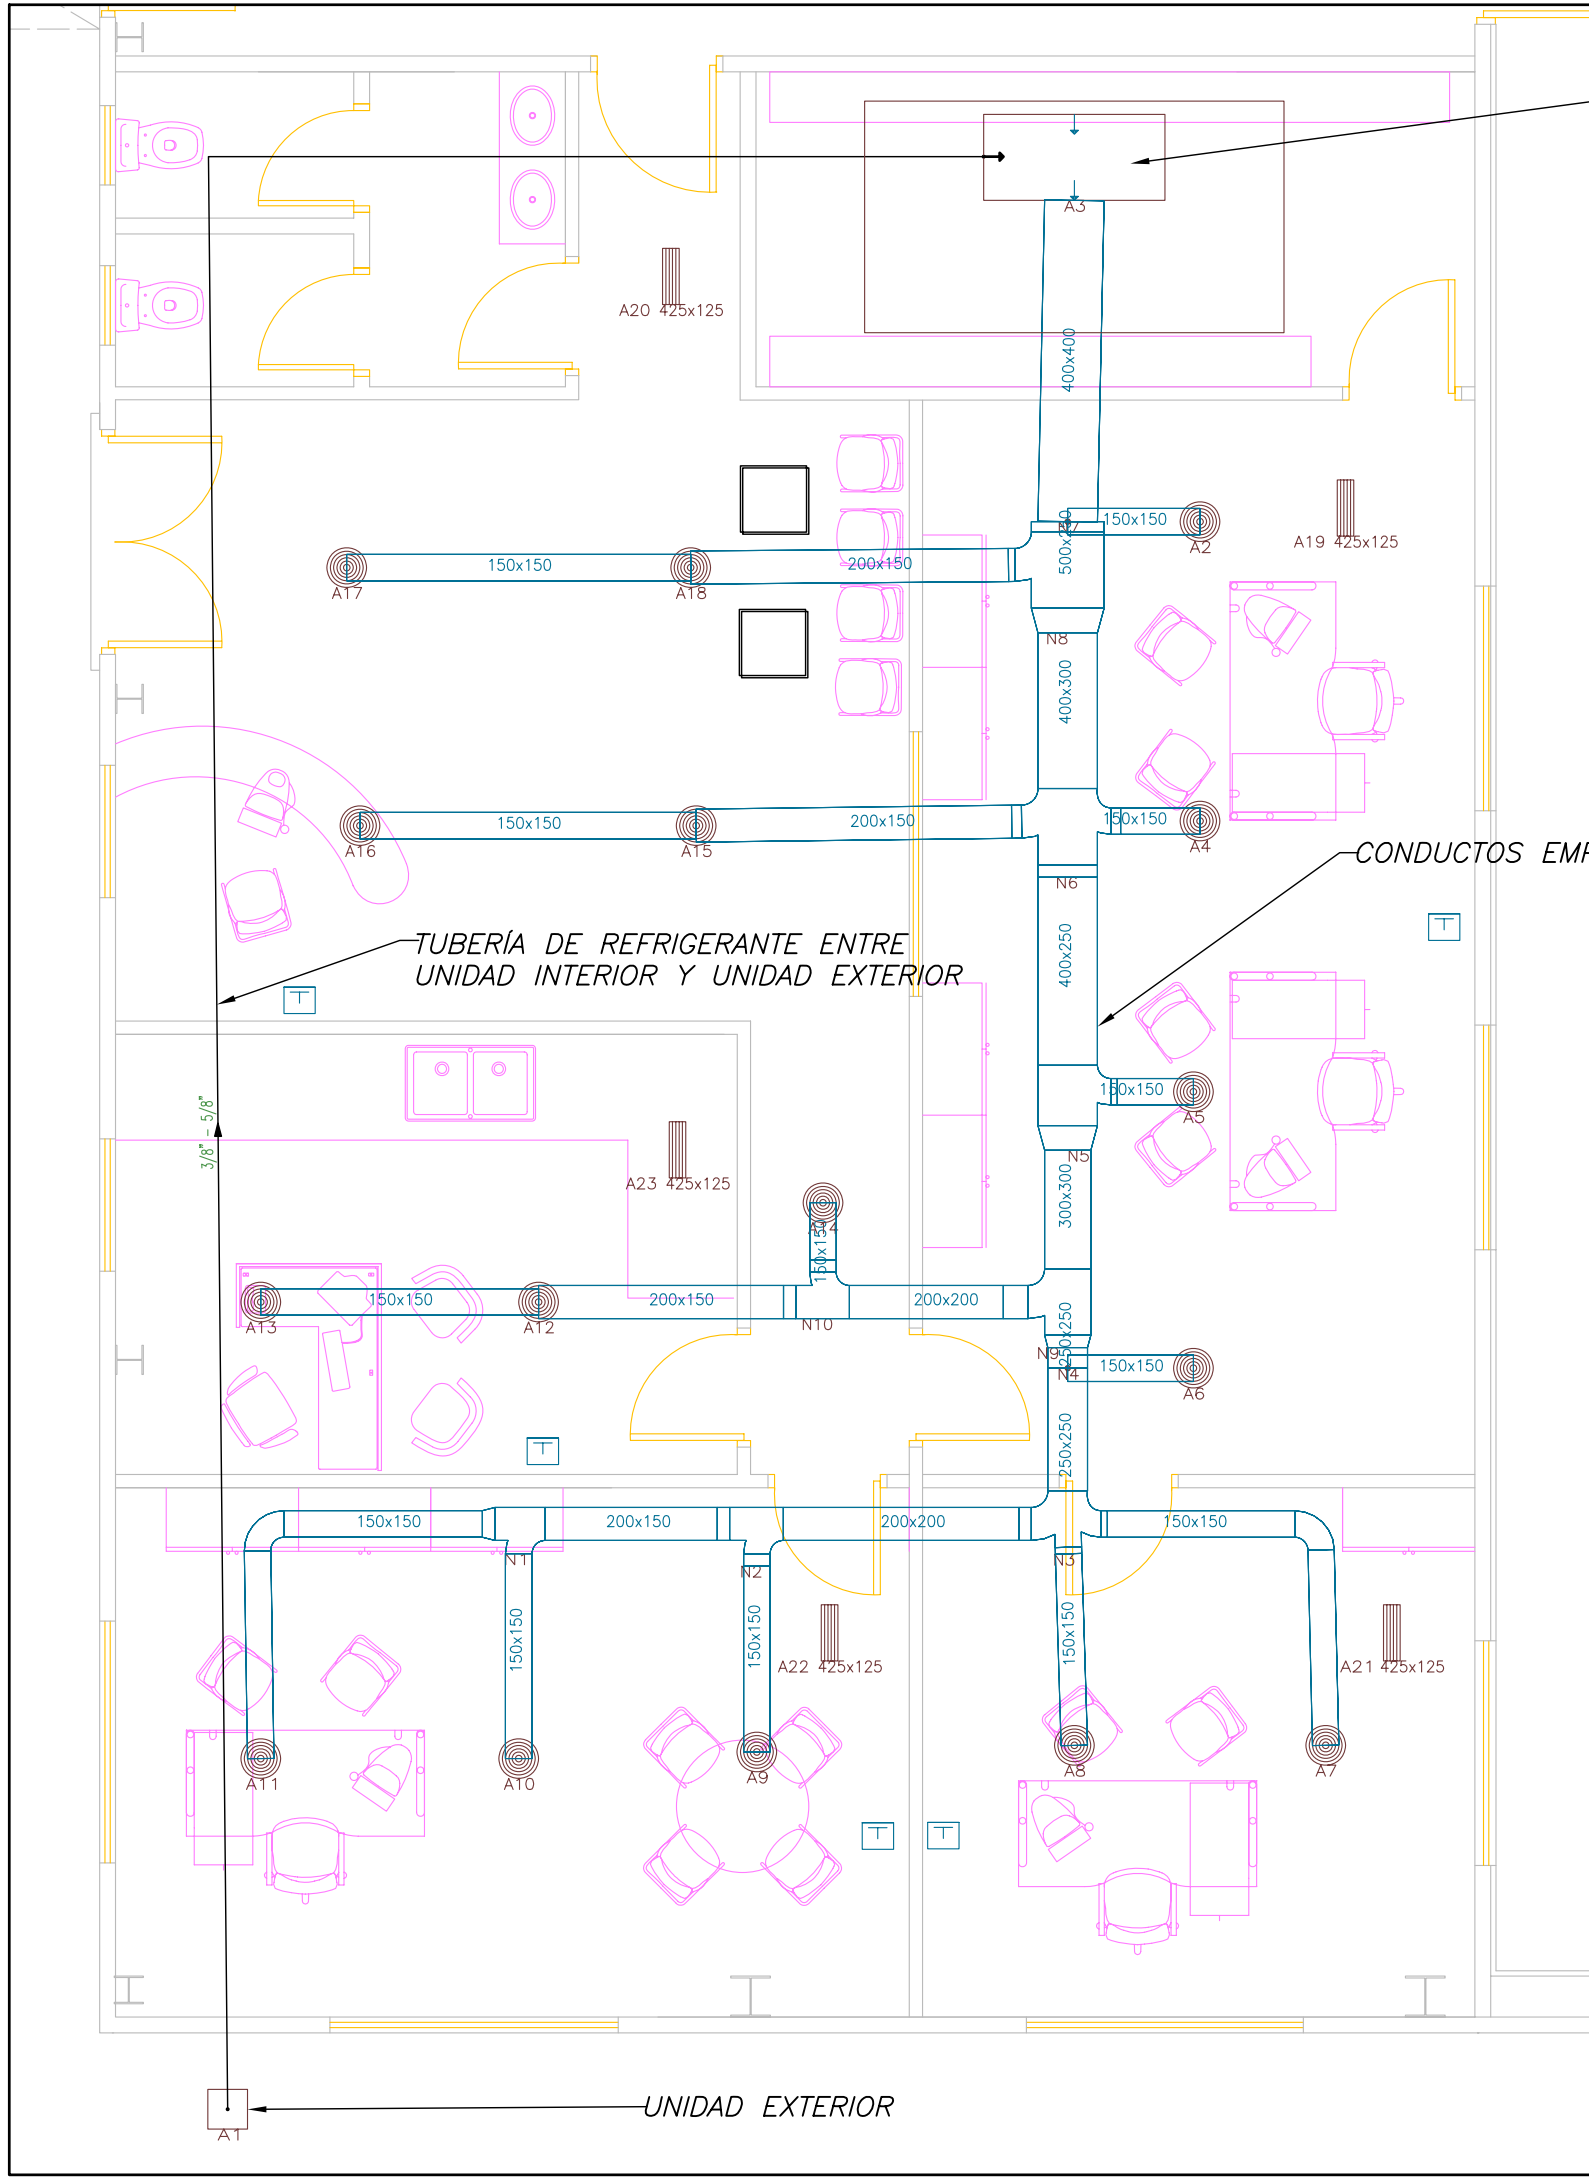 A3
A20 425x125
400x400
500x250
150x150
A2
A19 425x125
150x150
200x150
A17
A18
N8
400x300
150x150
200x150
150x150
A16
A15
A4
N6
CONDUCTOS
TUBERÍA DE REFRIGERANTE ENTRE
UNIDAD INTERIOR Y UNIDAD EXTERIOR
T
T
400x250
3/8" - 5/8"
150x150
A5
N5
A23 425x125
300x300
150x150
150x150
200x150
200x200
A13
A12
N10
250x250
N9
N4
150x150
A6
T
250x250
150x150
200x150
200x200
150x150
N1
N2
N3
150x150
150x150
150x150
A22 425x125
A21 425x125
A11
A10
A9
A8
A7
T
T
UNIDAD EXTERIOR
A1